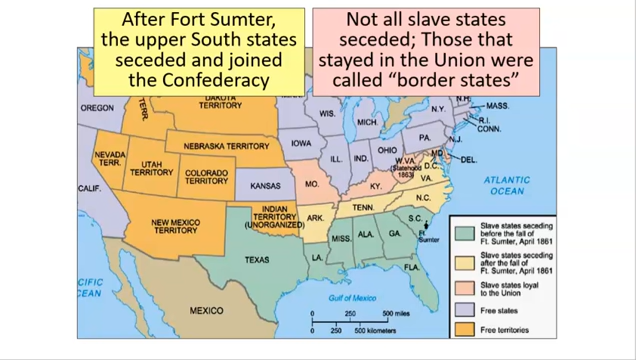 After Fort Sumter,
the upper South states
seceded and joined
the Confederacy
Not all slave states
seceded; Those that
stayed in the Union were
called “border states”
OREGON
TERR.
DAKOTA
TERRITORY
WIS.
MICH.
N.Y.
N.H.
MASS.
R.I.
CONN.
NEVADA
TERR.
UTAH
TERRITORY
COLORADO
TERRITORY
NEBRASKA TERRITORY
IOWA
ILL.
IND.
OHIO
PA.
N.J.
MD.
DEL.
D.C.
W.VA.
(Statehood
1863)
VA.
CALIF.
KANSAS
MO.
KY.
ATLANTIC
OCEAN
NEW MEXICO
TERRITORY
INDIAN
TERRITORY
(UNORGANIZED)
ARK.
TENN.
N.C.
S.C.
Ft.
Sumter
TEXAS
LA.
MISS.
ALA.
GA.
FLA.
CIFIC
CEAN
MEXICO
Gulf of Mexico
0 250 500 miles
0 250 500 kilometers
Slave states seceding
before the fall of
Ft. Sumter, April 1861
Slave states seceding
after the fall of
Ft. Sumter, April 1861
Slave states loyal
to the Union
Free states
Free territories